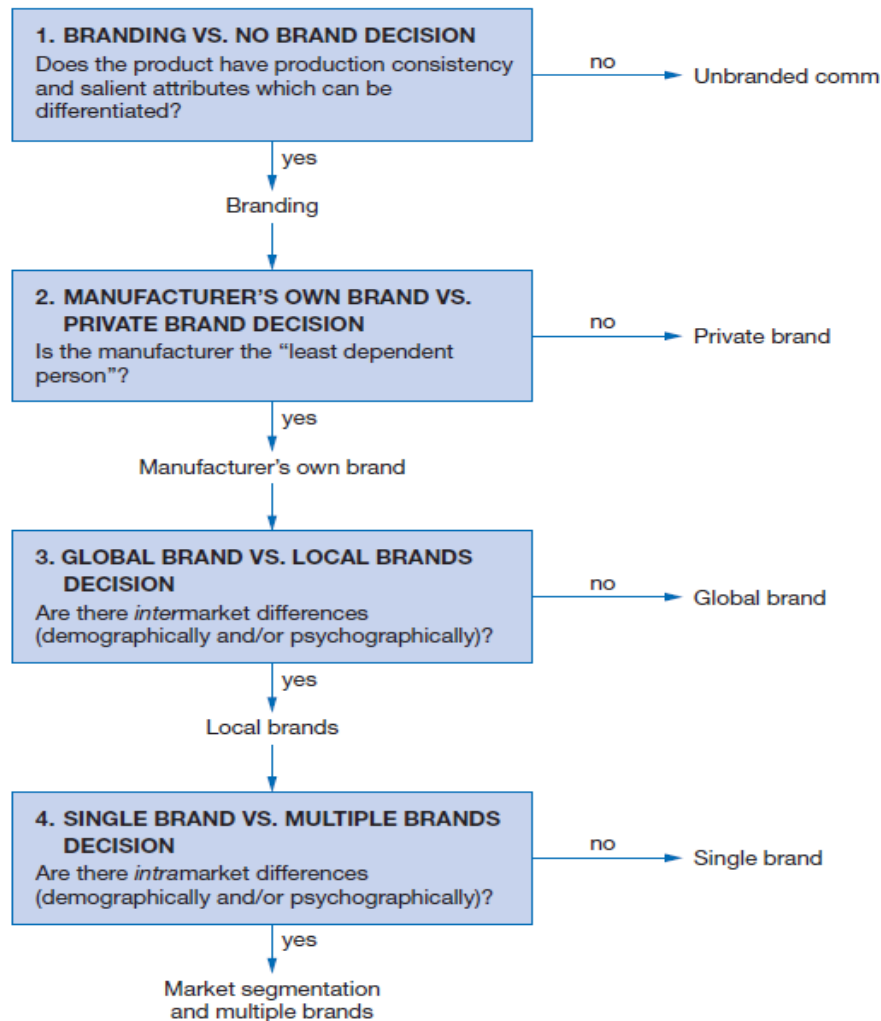 1. BRANDING VS. NO BRAND DECISION
Does the product have production consistency
and salient attributes which can be
differentiated?
no
Unbranded comm
yes
Branding
2. MANUFACTURER'S OWN BRAND VS.
PRIVATE BRAND DECISION
Is the manufacturer the “least dependent
person”?
no
Private brand
yes
Manufacturer's own brand
3. GLOBAL BRAND VS. LOCAL BRANDS
DECISION
Are there intermarket differences
(demographically and/or psychographically)?
no
Global brand
yes
Local brands
4. SINGLE BRAND VS. MULTIPLE BRANDS
DECISION
Are there intramarket differences
(demographically and/or psychographically)?
no
Single brand
yes
Market segmentation
and multiple brands